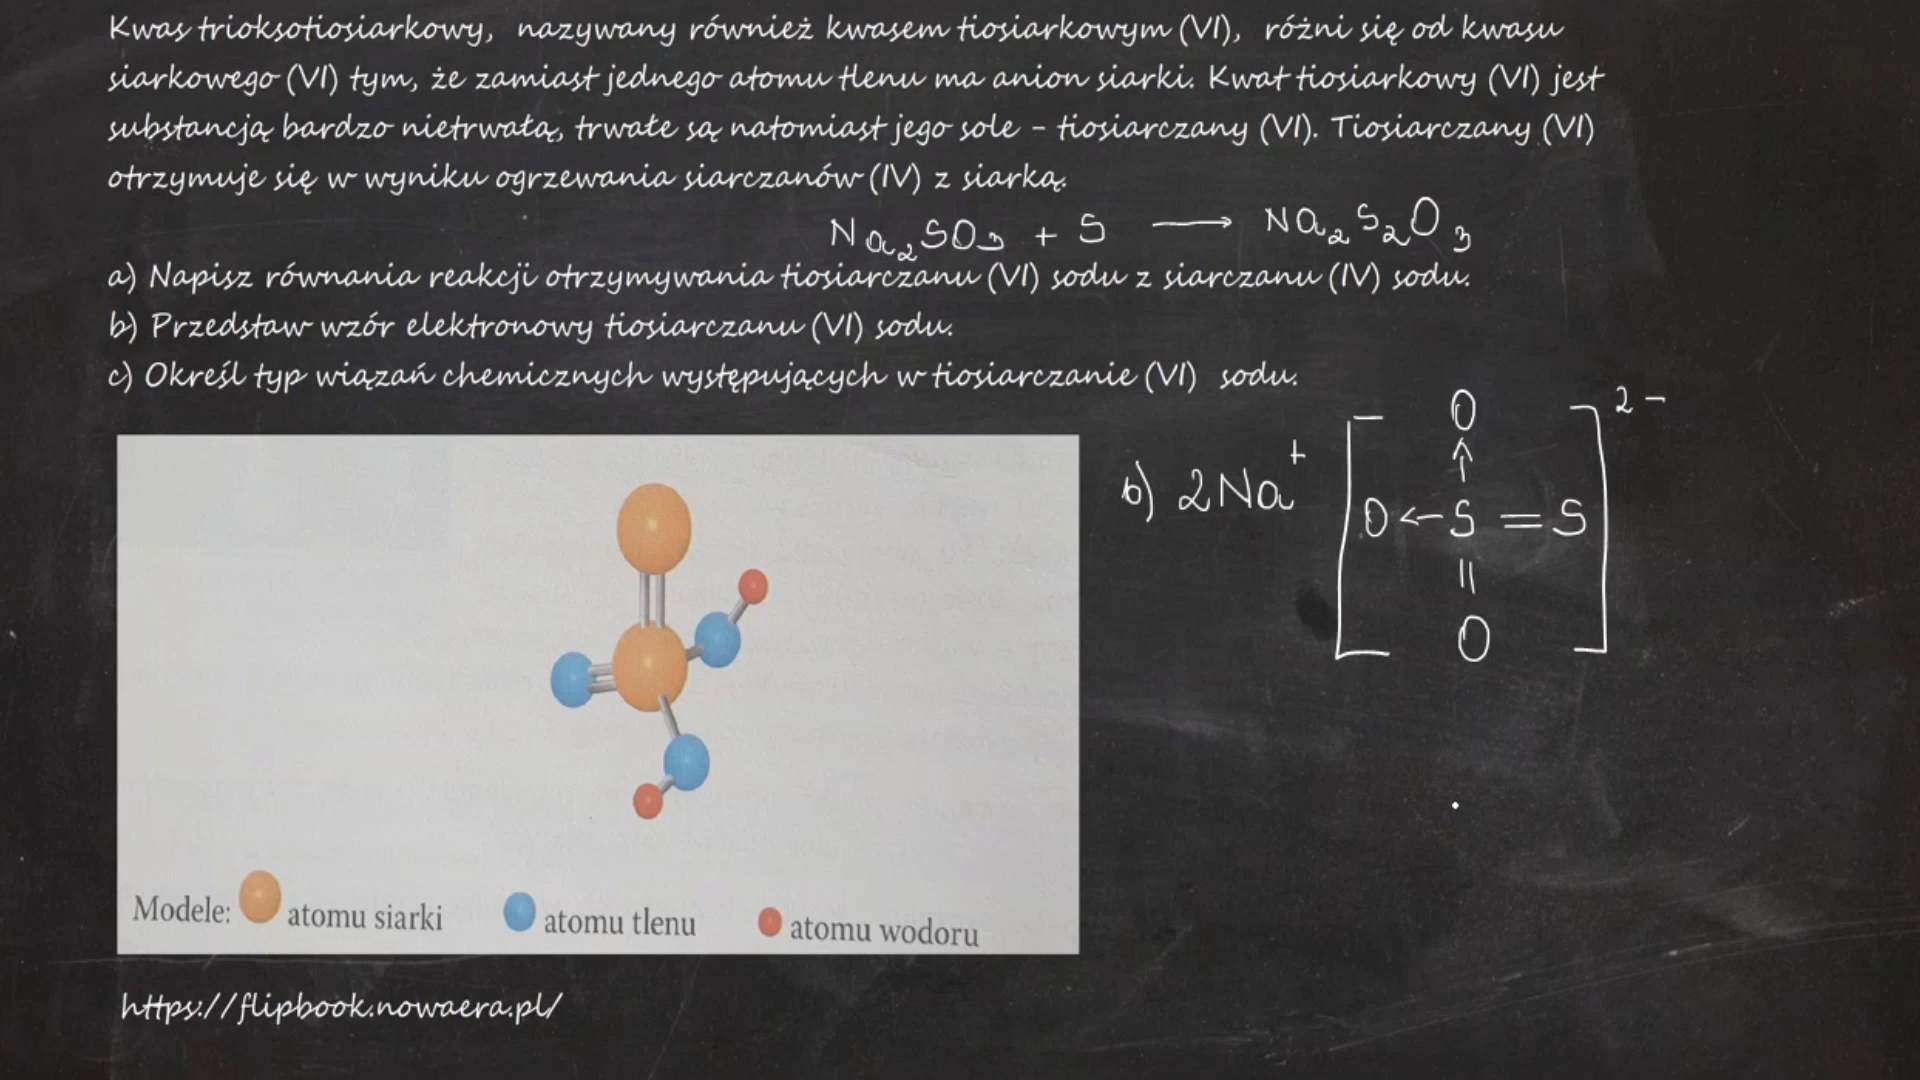 Kwas trioksotiosiarkowy, nazywany również kwasem tiosiarkowym (VI), różni się od kwasu
siarkowego (VI) tym, że zamiast jednego atomu tlenu ma anion siarki. Kwat tiosiarkowy (VI) jest
substancją bardzo nietrwałą, trwałe są natomiast jego sole - tiosiarczany (VI). Tiosiarczany (VI)
otrzymuje się w wyniku ogrzewania siarczanów (IV) z siarką.
Na₂SO₃ + S ⟶ Na₂S₂O₃
a) Napisz równania reakcji otrzymywania tiosiarczanu (VI) sodu z siarczanu (IV) sodu.
b) Przedstaw wzór elektronowy tiosiarczanu (VI) sodu.
c) Określ typ wiązań chemicznych występujących w tiosiarczanie (VI) sodu.
2-
O
↑
b) 2Na⁺ [O ← S = S]
||
O
Modele: atomu siarki atomu tlenu atomu wodoru
https://flipbook.nowaera.pl/